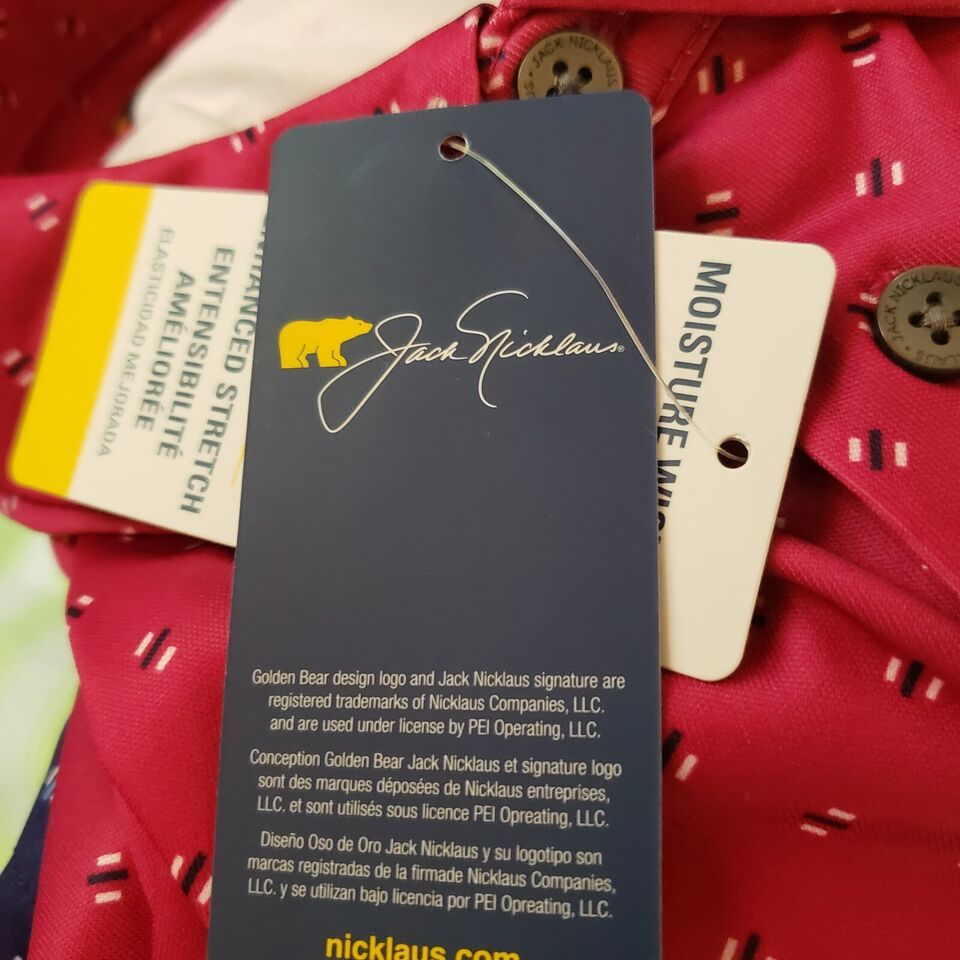 JACK NICKLAUS
US
ENHANCED STRETCH
ENTENSIBILITÉ
AMÉLIORÉE
ELASTICIDAD MEJORADA
Jack Nicklaus®
MOISTURE
JACK NICKLAUS
Golden Bear design logo and Jack Nicklaus signature are
registered trademarks of Nicklaus Companies, LLC.
and are used under license by PEI Operating, LLC.
Conception Golden Bear Jack Nicklaus et signature logo
sont des marques déposées de Nicklaus entreprises,
LLC. et sont utilisés sous licence PEI Opreating, LLC.
Diseño Oso de Oro Jack Nicklaus y su logotipo son
marcas registradas de la firmade Nicklaus Companies,
LLC. y se utilizan bajo licencia por PEI Opreating, LLC.
nicklaus.com